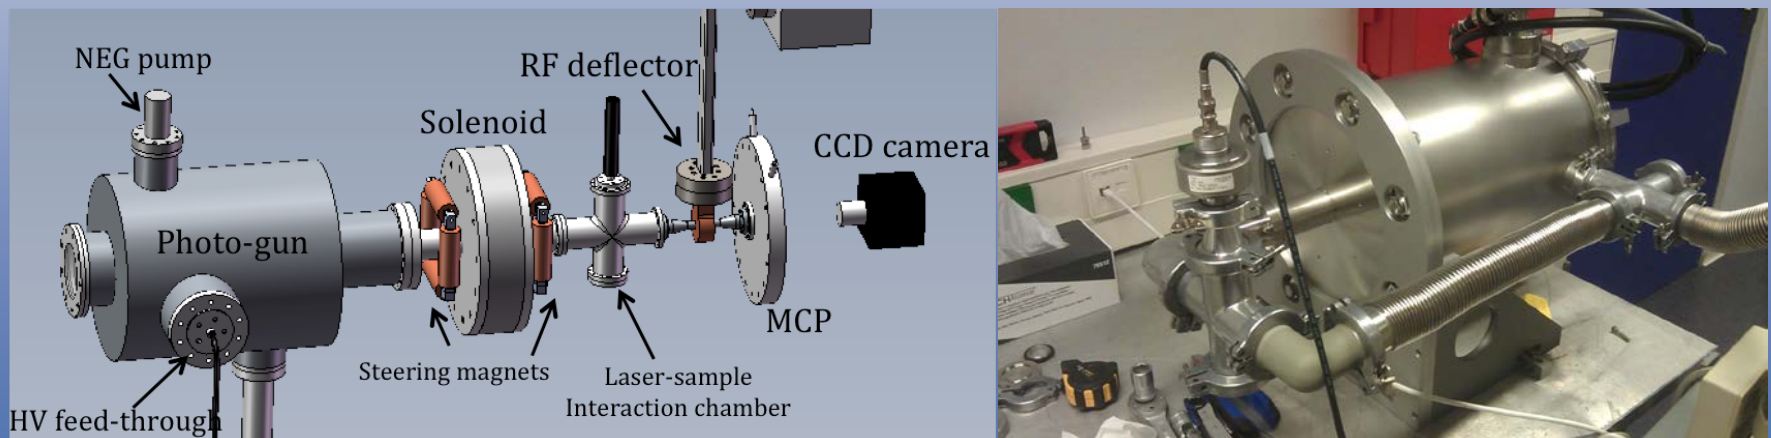 NEG pump
RF deflector
Solenoid
CCD camera
Photo-gun
MCP
Steering magnets
Laser-sample
Interaction chamber
HV feed-through